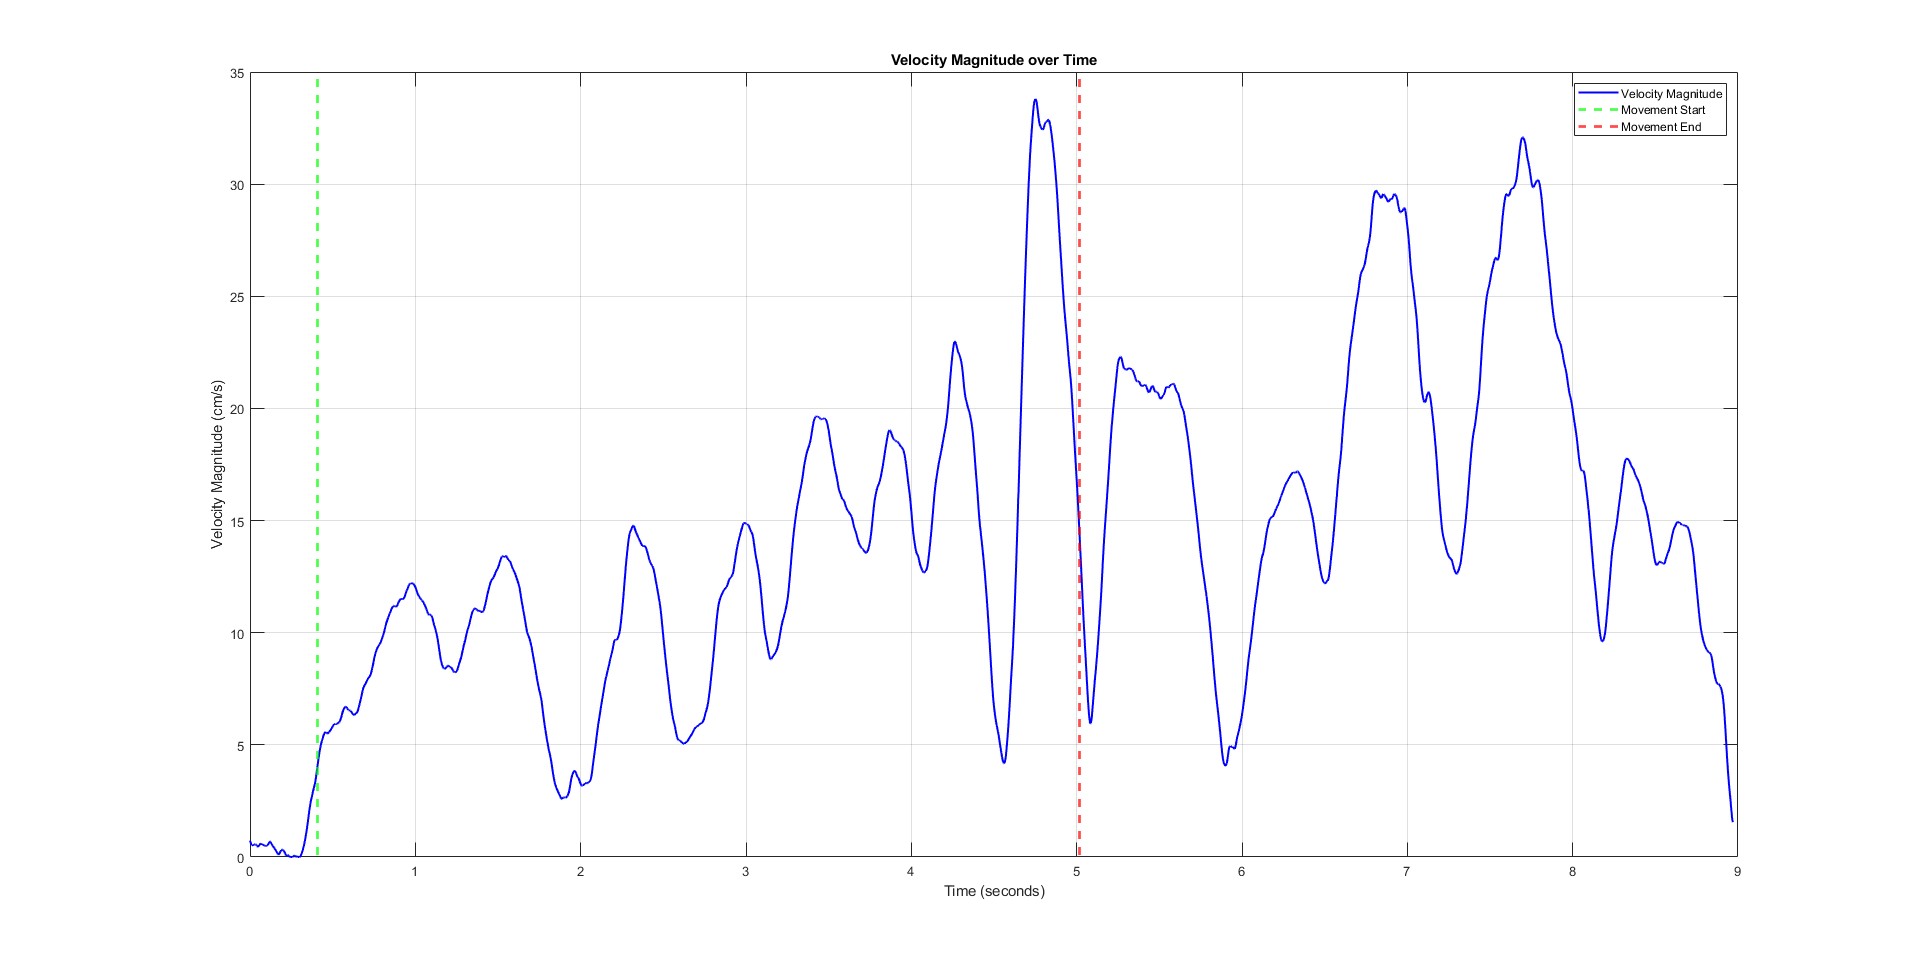 Velocity Magnitude over Time
Velocity Magnitude
Movement Start
Movement End
35
30
25
20
15
10
5
0
Velocity Magnitude (cm/s)
0 1 2 3 4 5 6 7 8 9
Time (seconds)